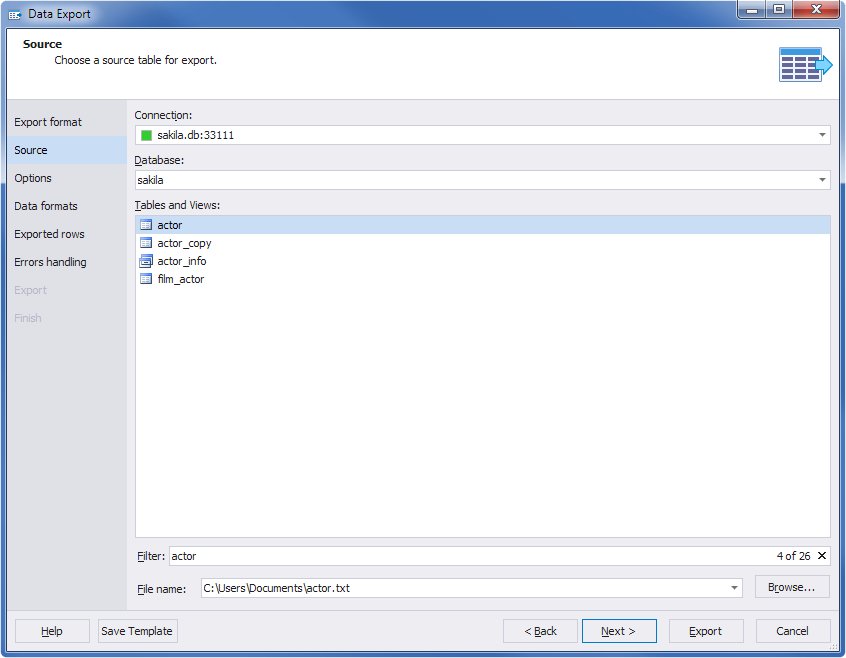 Data Export
Source
Choose a source table for export.
Export format
Source
Options
Data formats
Exported rows
Errors handling
Export
Finish
Connection:
sakila.db:33111
Database:
sakila
Tables and Views:
actor
actor_copy
actor_info
film_actor
Filter: actor 4 of 26
File name: C:\Users\Documents\actor.txt Browse...
Help Save Template < Back Next > Export Cancel